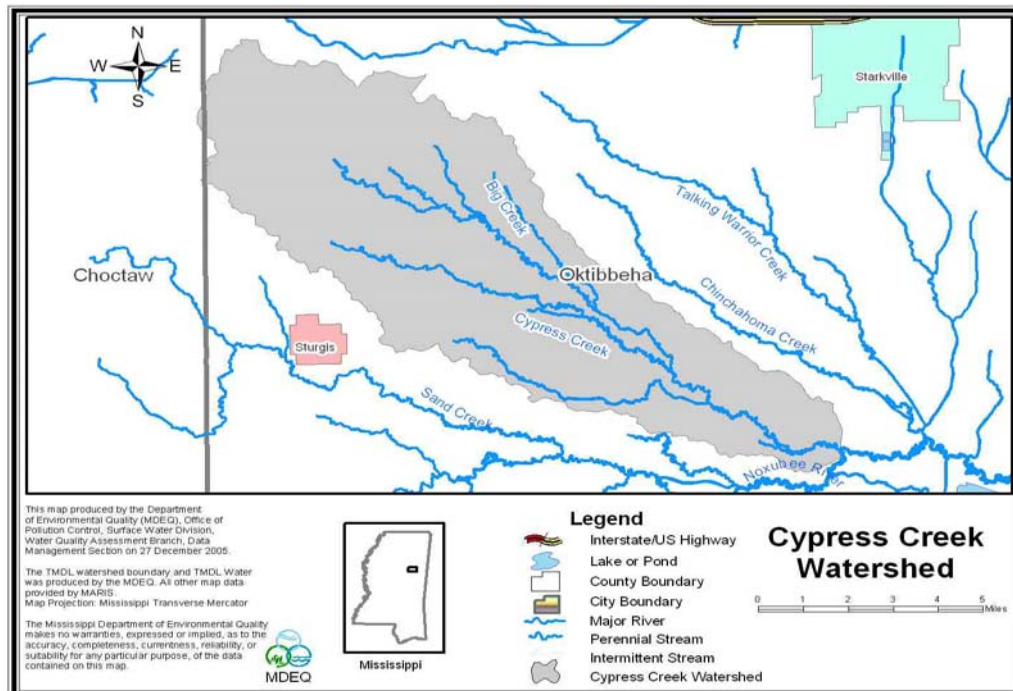 N
W E
S
Starkville
Talking Warrior Creek
Big Creek
Choctaw
Oktibbeha
Chinchahoma Creek
Cypress Creek
Sturgis
Sand Creek
Noxubee River
This map produced by the Department
of Environmental Quality (MDEQ), Office of
Pollution Control, Surface Water Division,
Water Quality Assessment Branch, Data
Management Section on 27 December 2005.
The TMDL watershed boundary and TMDL Water
was produced by the MDEQ. All other map data
provided by MARIS.
Map Projection: Mississippi Transverse Mercator
The Mississippi Department of Environmental Quality
makes no warranties, expressed or implied, as to the
accuracy, completeness, currentness, reliability, or
suitability for any particular purpose, of the data
contained on this map.
MDEQ
Mississippi
Legend
Interstate/US Highway
Lake or Pond
County Boundary
City Boundary
Major River
Perennial Stream
Intermittent Stream
Cypress Creek Watershed
Cypress Creek
Watershed
0 1 2 3 4 5
Miles